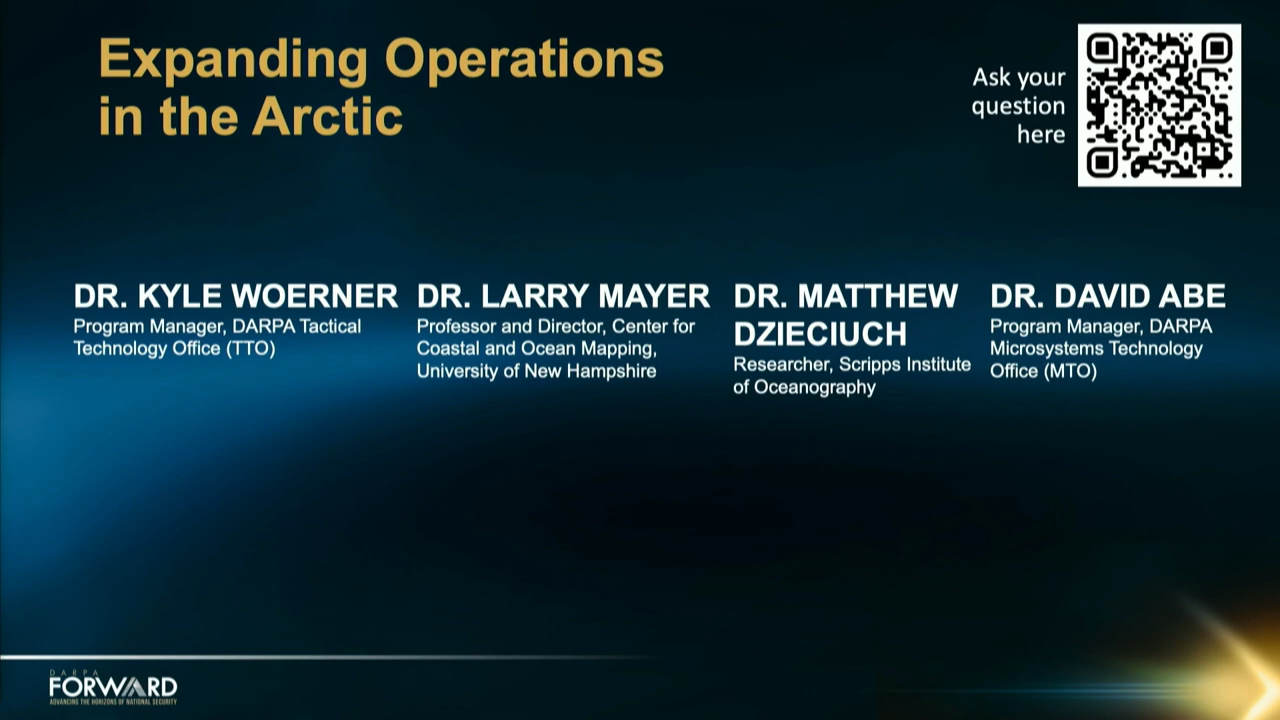 Expanding Operations
in the Arctic
Ask your
question
here
DR. KYLE WOERNER
Program Manager, DARPA Tactical
Technology Office (TTO)
DR. LARRY MAYER
Professor and Director, Center for
Coastal and Ocean Mapping,
University of New Hampshire
DR. MATTHEW
DZIECIUCH
Researcher, Scripps Institute
of Oceanography
DR. DAVID ABE
Program Manager, DARPA
Microsystems Technology
Office (MTO)
DARPA
FORWARD
ADVANCING THE HORIZONS OF NATIONAL SECURITY